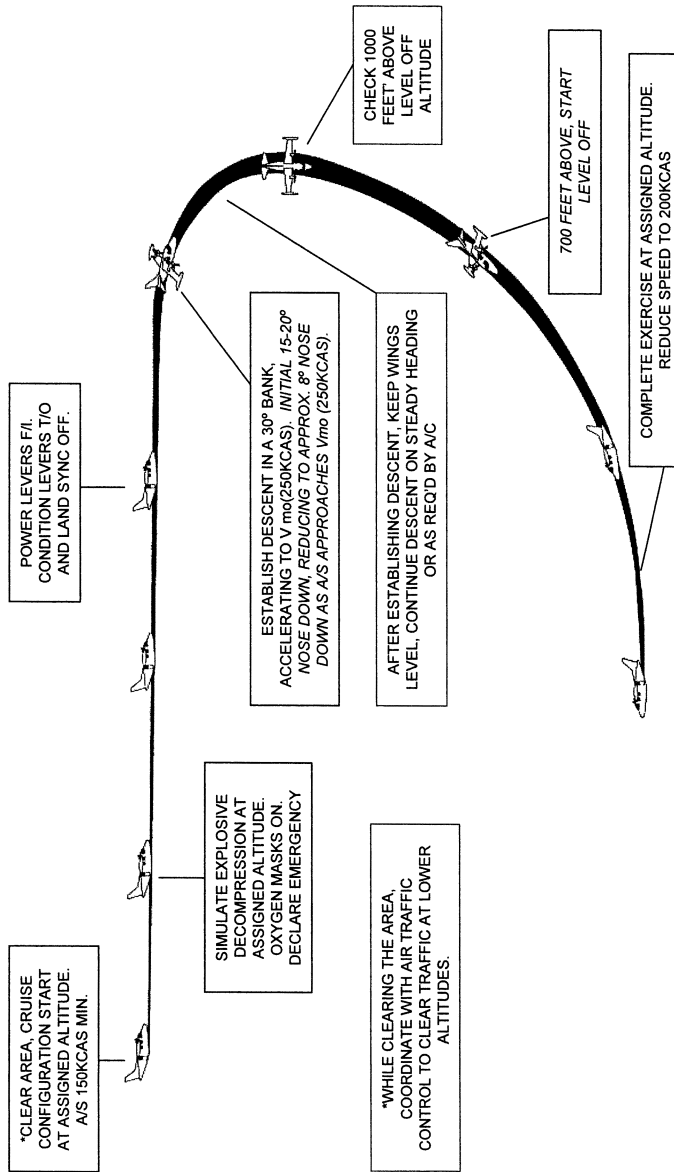 *CLEAR AREA, CRUISE
CONFIGURATION START
AT ASSIGNED ALTITUDE.
A/S 150KCAS MIN.
SIMULATE EXPLOSIVE
DECOMPRESSION AT
ASSIGNED ALTITUDE.
OXYGEN MASKS ON.
DECLARE EMERGENCY
POWER LEVERS F/I.
CONDITION LEVERS T/O
AND LAND SYNC OFF.
ESTABLISH DESCENT IN A 30º BANK,
ACCELERATING TO V mo(250KCAS). INITIAL 15-20º
NOSE DOWN, REDUCING TO APPROX. 8º NOSE
DOWN AS A/S APPROACHES Vmo (250KCAS).
AFTER ESTABLISHING DESCENT, KEEP WINGS
LEVEL, CONTINUE DESCENT ON STEADY HEADING
OR AS REQ'D BY A/C
CHECK 1000
FEET' ABOVE
LEVEL OFF
ALTITUDE
700 FEET ABOVE, START
LEVEL OFF
COMPLETE EXERCISE AT ASSIGNED ALTITUDE.
REDUCE SPEED TO 200KCAS
*WHILE CLEARING THE AREA,
COORDINATE WITH AIR TRAFFIC
CONTROL TO CLEAR TRAFFIC AT LOWER
ALTITUDES.